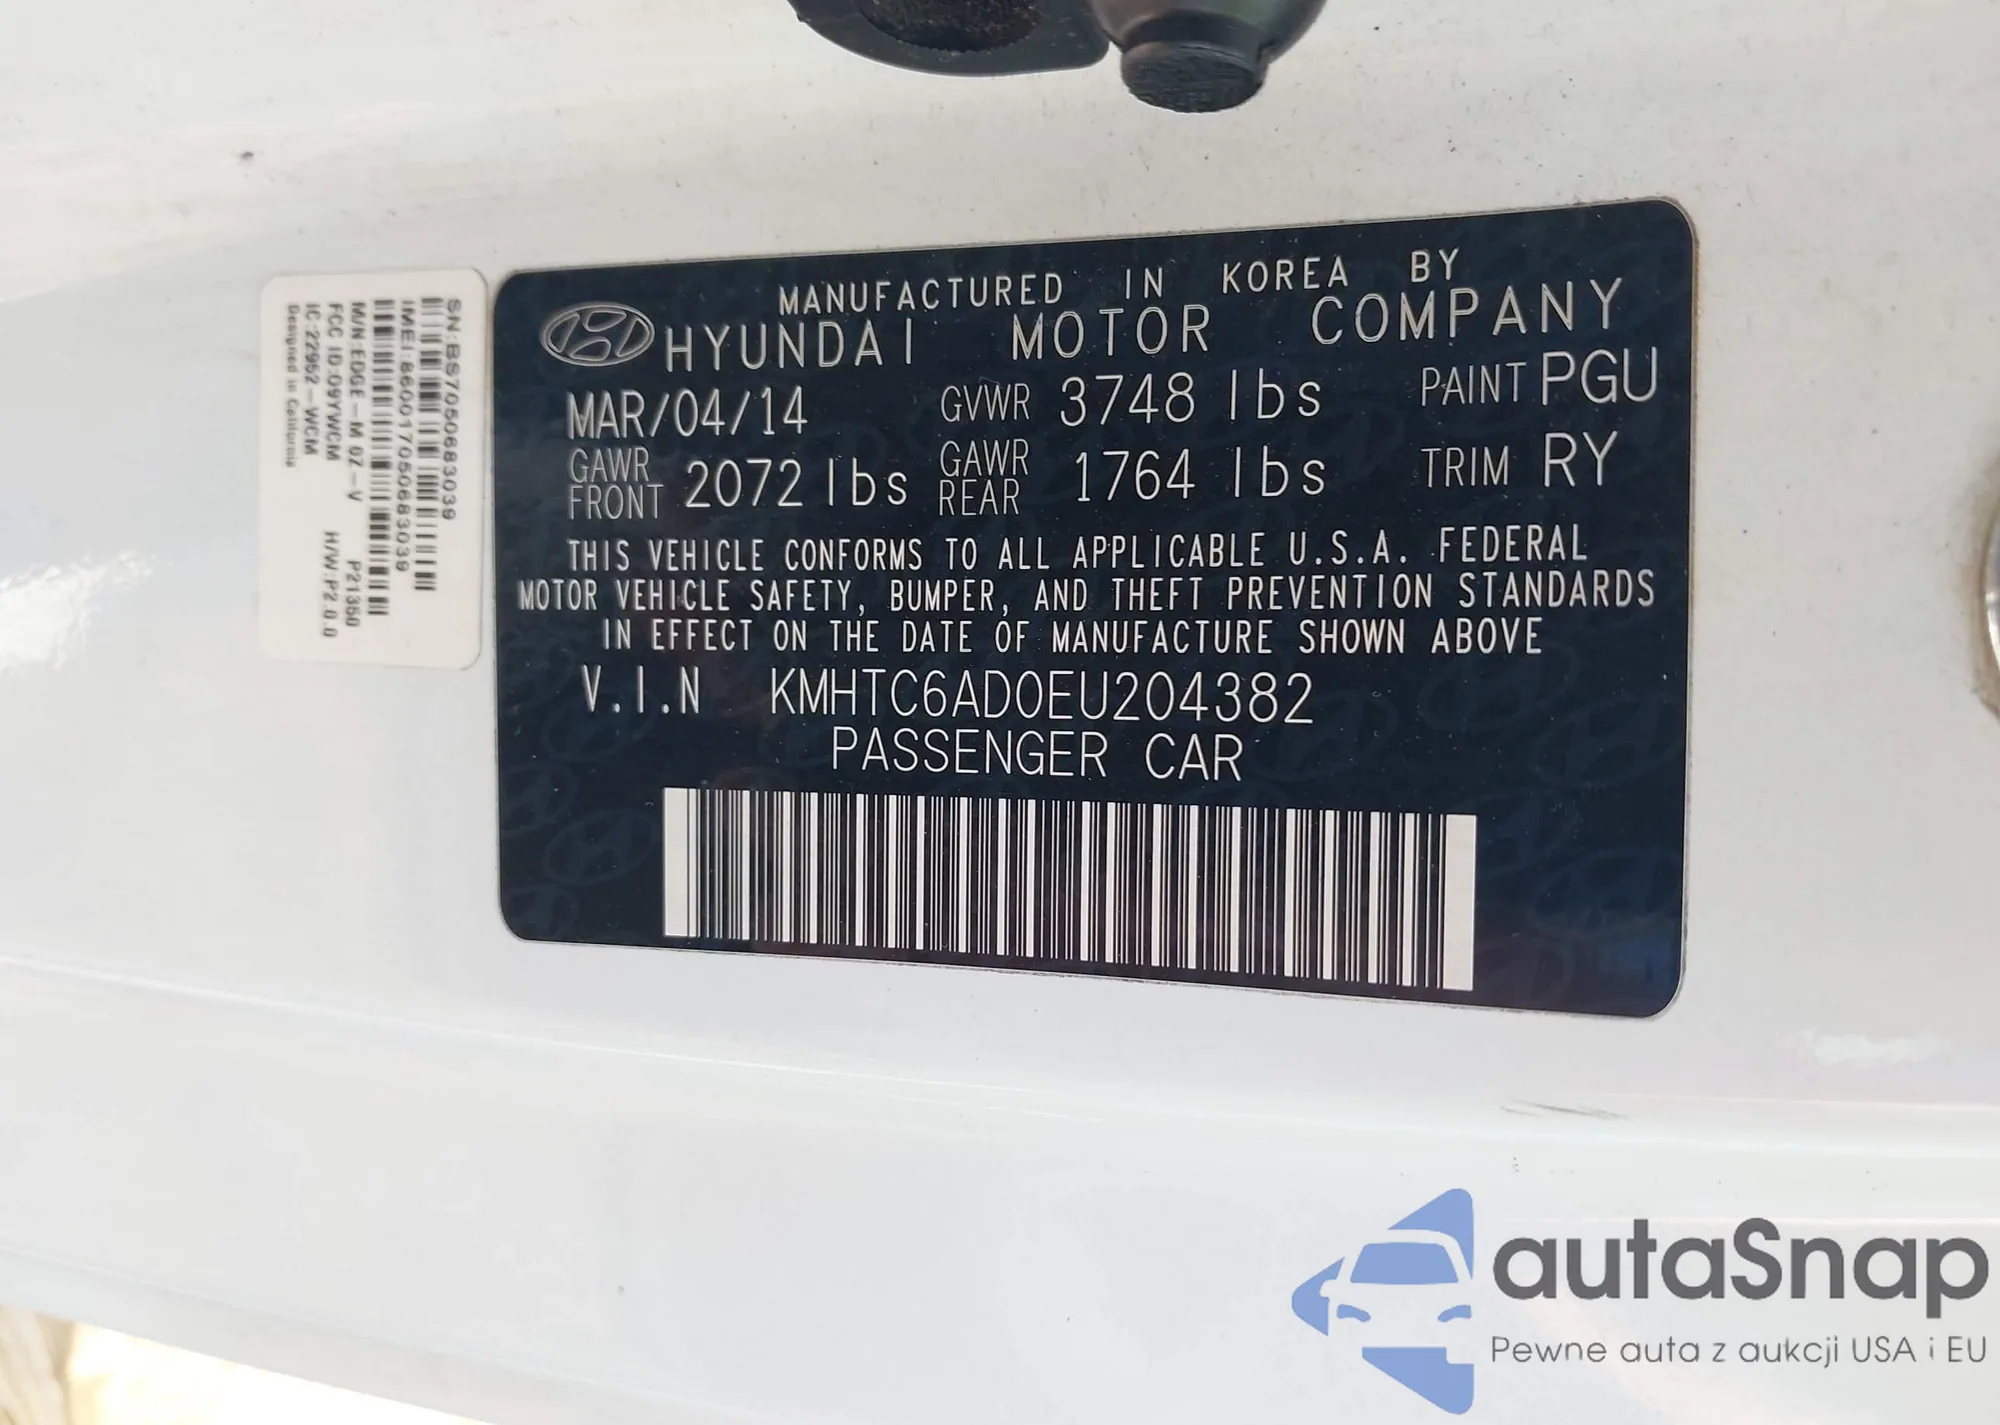 SN:BS7050683039
IMEI:860017050683039
M/N:EDGE-M 0Z-V P21350
FCC ID:O9YWCM H/W:P2.0.0
IC:22952-WCM
Designed in California
MANUFACTURED IN KOREA BY
HYUNDAI MOTOR COMPANY
MAR/04/14 GVWR 3748 lbs PAINT PGU
GAWR FRONT 2072 lbs GAWR REAR 1764 lbs TRIM RY
THIS VEHICLE CONFORMS TO ALL APPLICABLE U.S.A. FEDERAL
MOTOR VEHICLE SAFETY, BUMPER, AND THEFT PREVENTION STANDARDS
IN EFFECT ON THE DATE OF MANUFACTURE SHOWN ABOVE
V.I.N KMHTC6AD0EU204382
PASSENGER CAR
autaSnap
Pewne auta z aukcji USA i EU